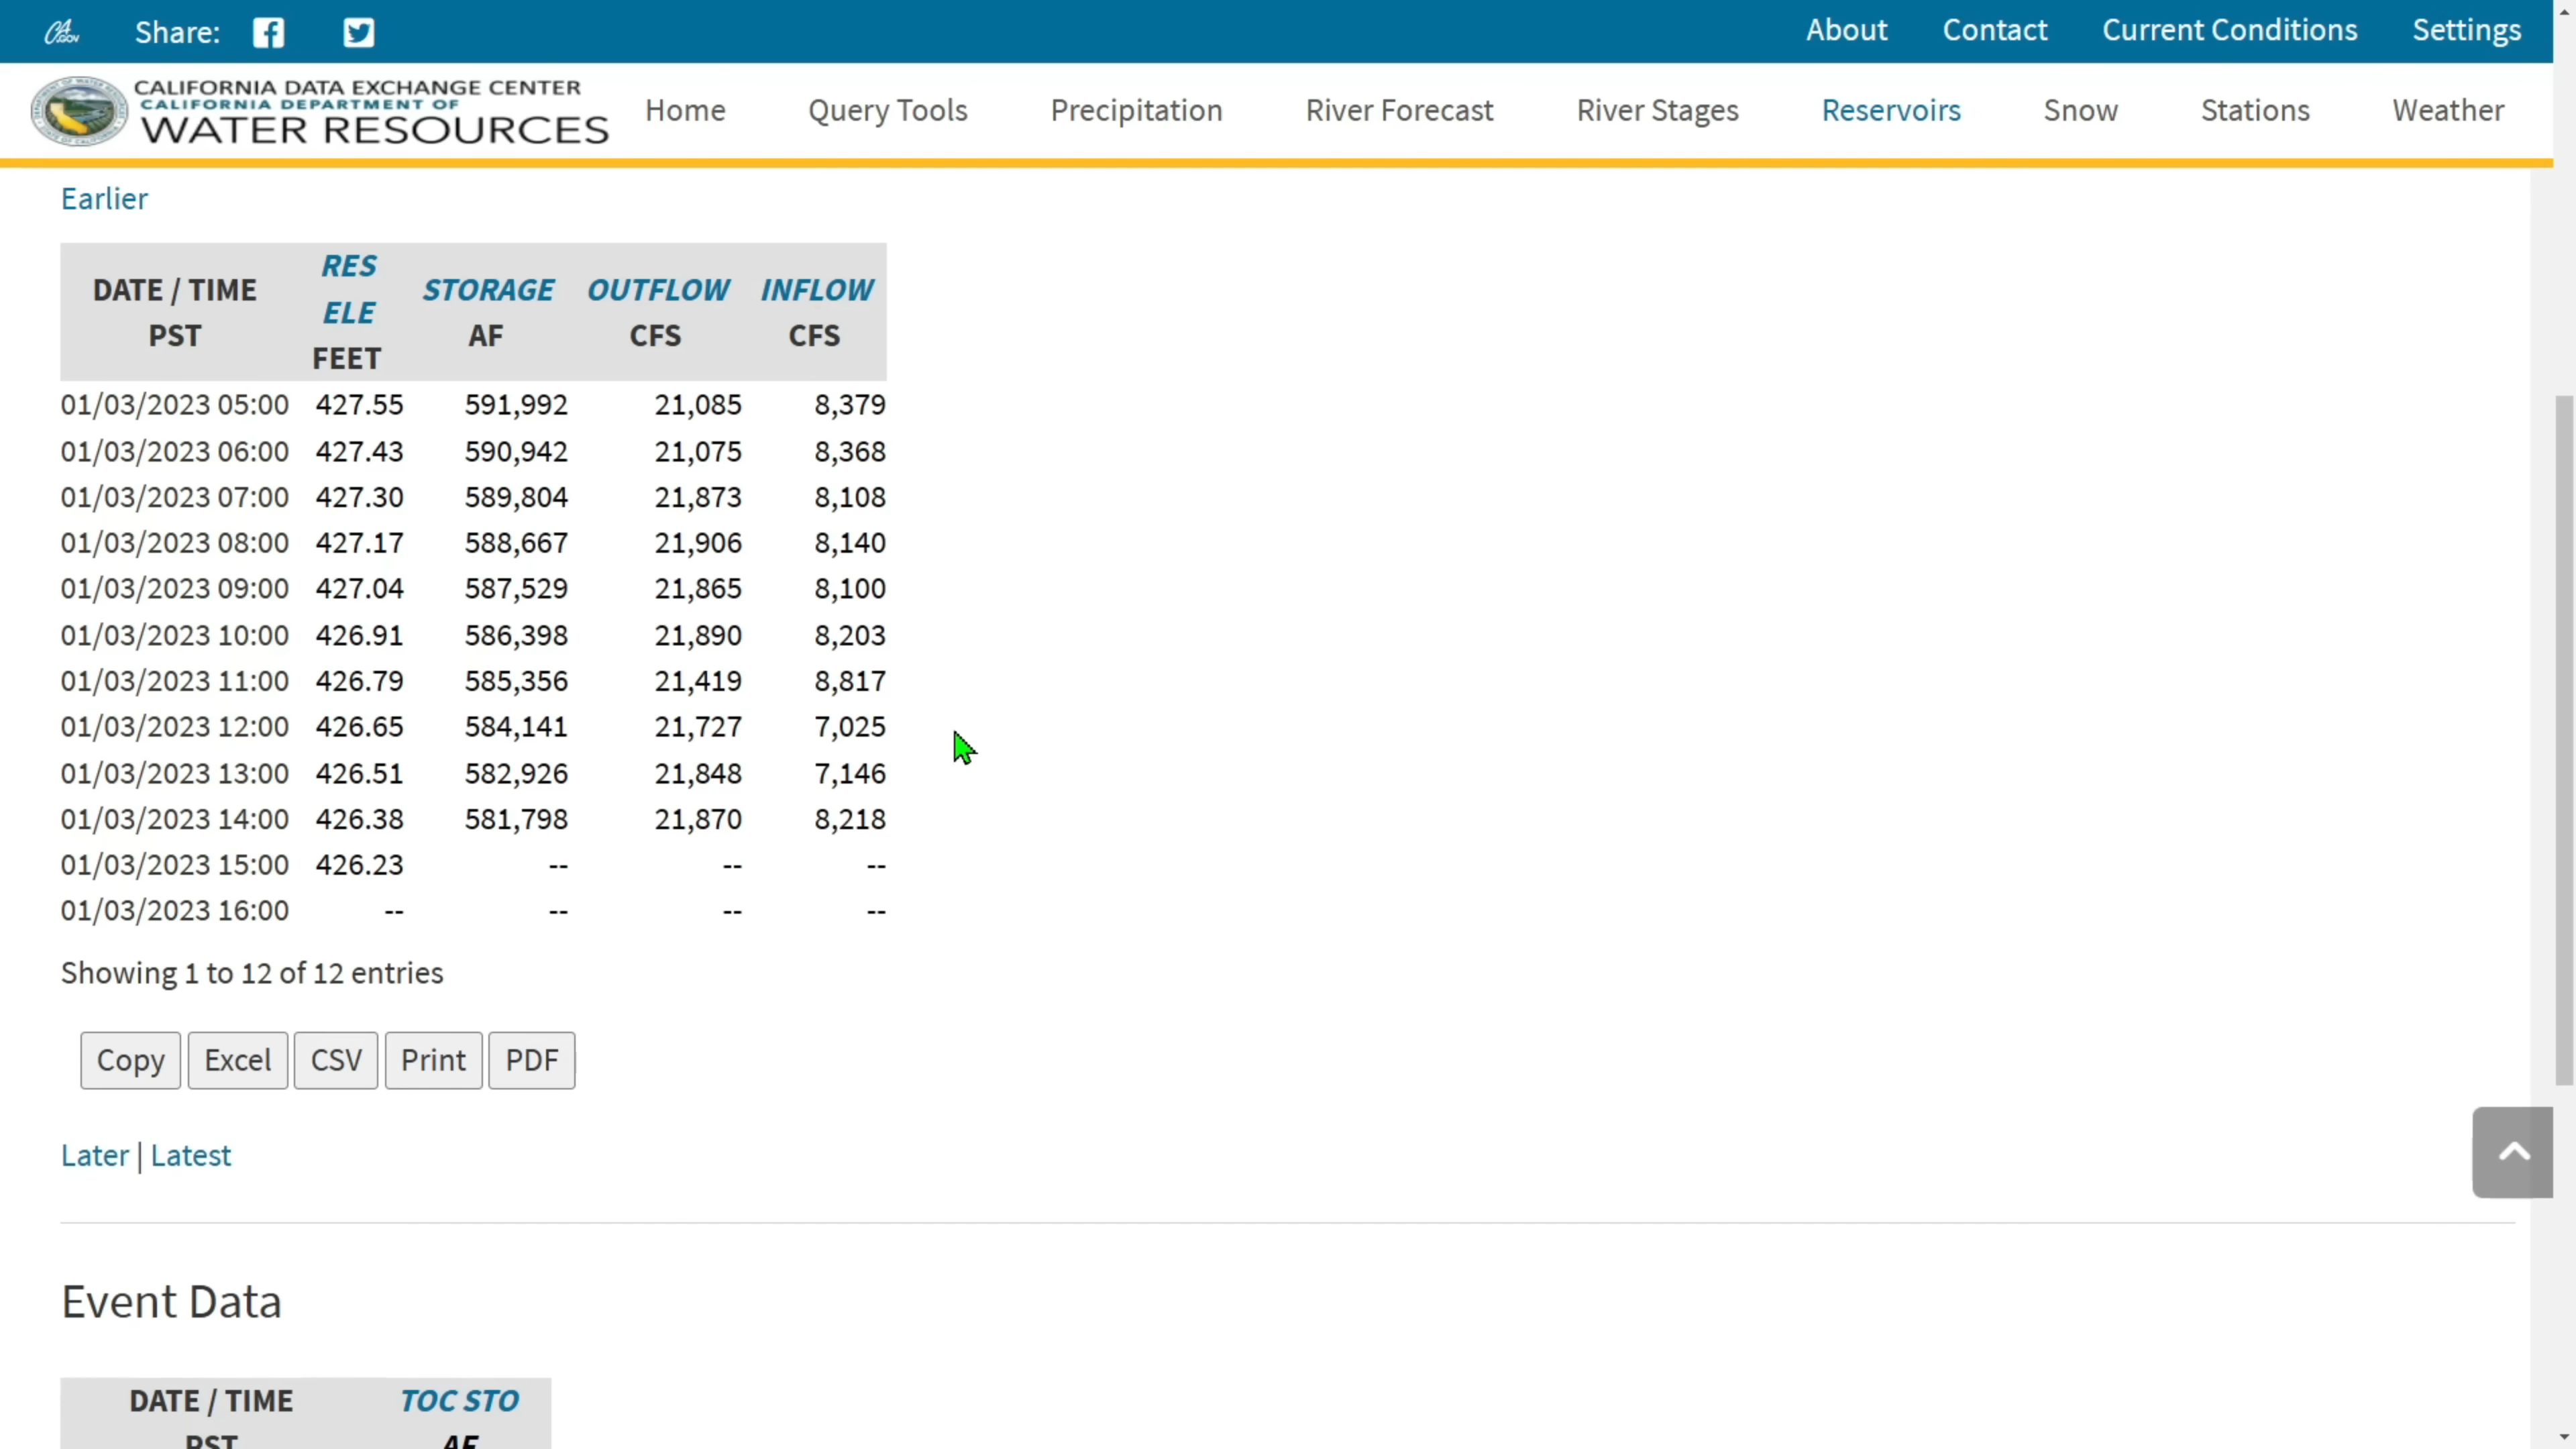 CA.GOV Share: About Contact Current Conditions Settings
CALIFORNIA DATA EXCHANGE CENTER
CALIFORNIA DEPARTMENT OF
WATER RESOURCES
Home Query Tools Precipitation River Forecast River Stages Reservoirs Snow Stations Weather
Earlier
DATE / TIME PST RES ELE FEET STORAGE AF OUTFLOW CFS INFLOW CFS
01/03/2023 05:00 427.55 591,992 21,085 8,379
01/03/2023 06:00 427.43 590,942 21,075 8,368
01/03/2023 07:00 427.30 589,804 21,873 8,108
01/03/2023 08:00 427.17 588,667 21,906 8,140
01/03/2023 09:00 427.04 587,529 21,865 8,100
01/03/2023 10:00 426.91 586,398 21,890 8,203
01/03/2023 11:00 426.79 585,356 21,419 8,817
01/03/2023 12:00 426.65 584,141 21,727 7,025
01/03/2023 13:00 426.51 582,926 21,848 7,146
01/03/2023 14:00 426.38 581,798 21,870 8,218
01/03/2023 15:00 426.23 -- -- --
01/03/2023 16:00 -- -- -- --
Showing 1 to 12 of 12 entries
Copy Excel CSV Print PDF
Later | Latest
Event Data
DATE / TIME TOC STO
PST AF